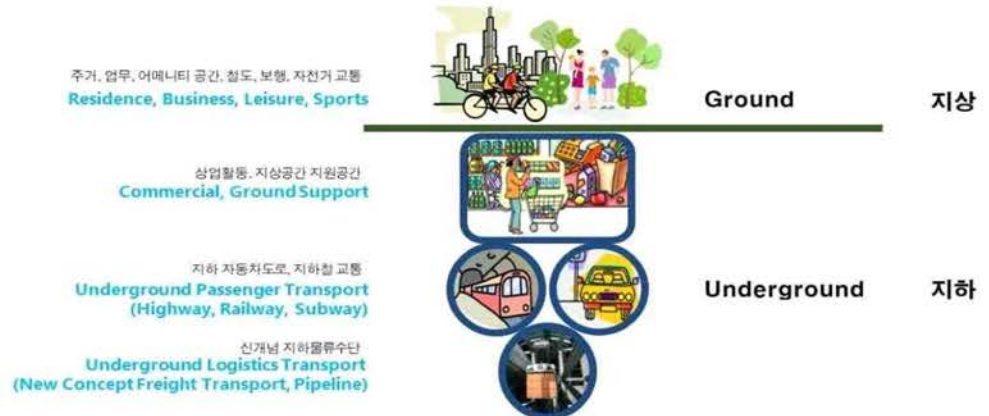 주거, 업무, 어메니티 공간, 철도, 보행, 자전거 교통
Residence, Business, Leisure, Sports
Ground 지상
상업활동, 지상공간 지원공간
Commercial, Ground Support
지하 자동차도로, 지하철 교통
Underground Passenger Transport
(Highway, Railway, Subway)
Underground 지하
신개념 지하물류수단
Underground Logistics Transport
(New Concept Freight Transport, Pipeline)